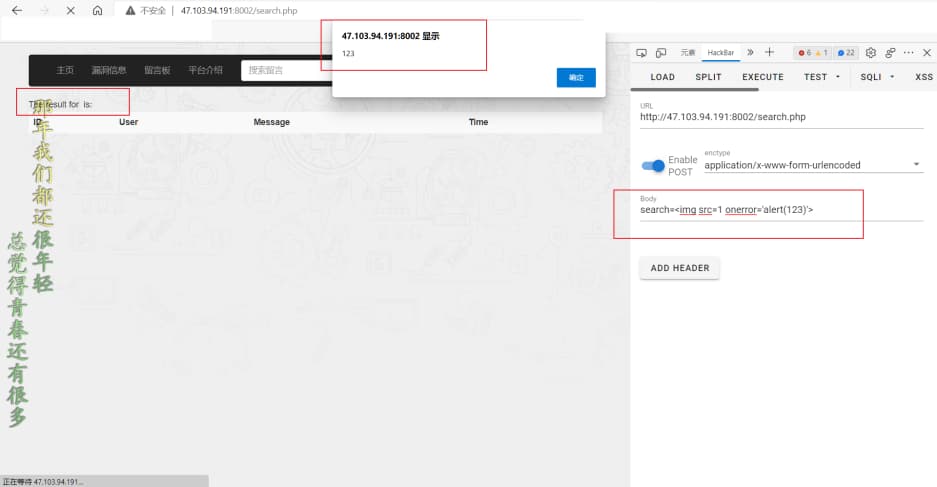 不安全 | 47.103.94.191:8002/search.php
47.103.94.191:8002 显示
123
确定
主页 漏洞信息 留言板 平台介绍 搜索留言
The result for is:
ID User Message Time
那年我们都还很年轻
总觉得青春还有很多
正在等待 47.103.94.191...
元素 HackBar 6 1 22
LOAD SPLIT EXECUTE TEST SQLI XSS
URL
http://47.103.94.191:8002/search.php
Enable
POST
enctype
application/x-www-form-urlencoded
Body
search=<img src=1 onerror='alert(123)'>
ADD HEADER